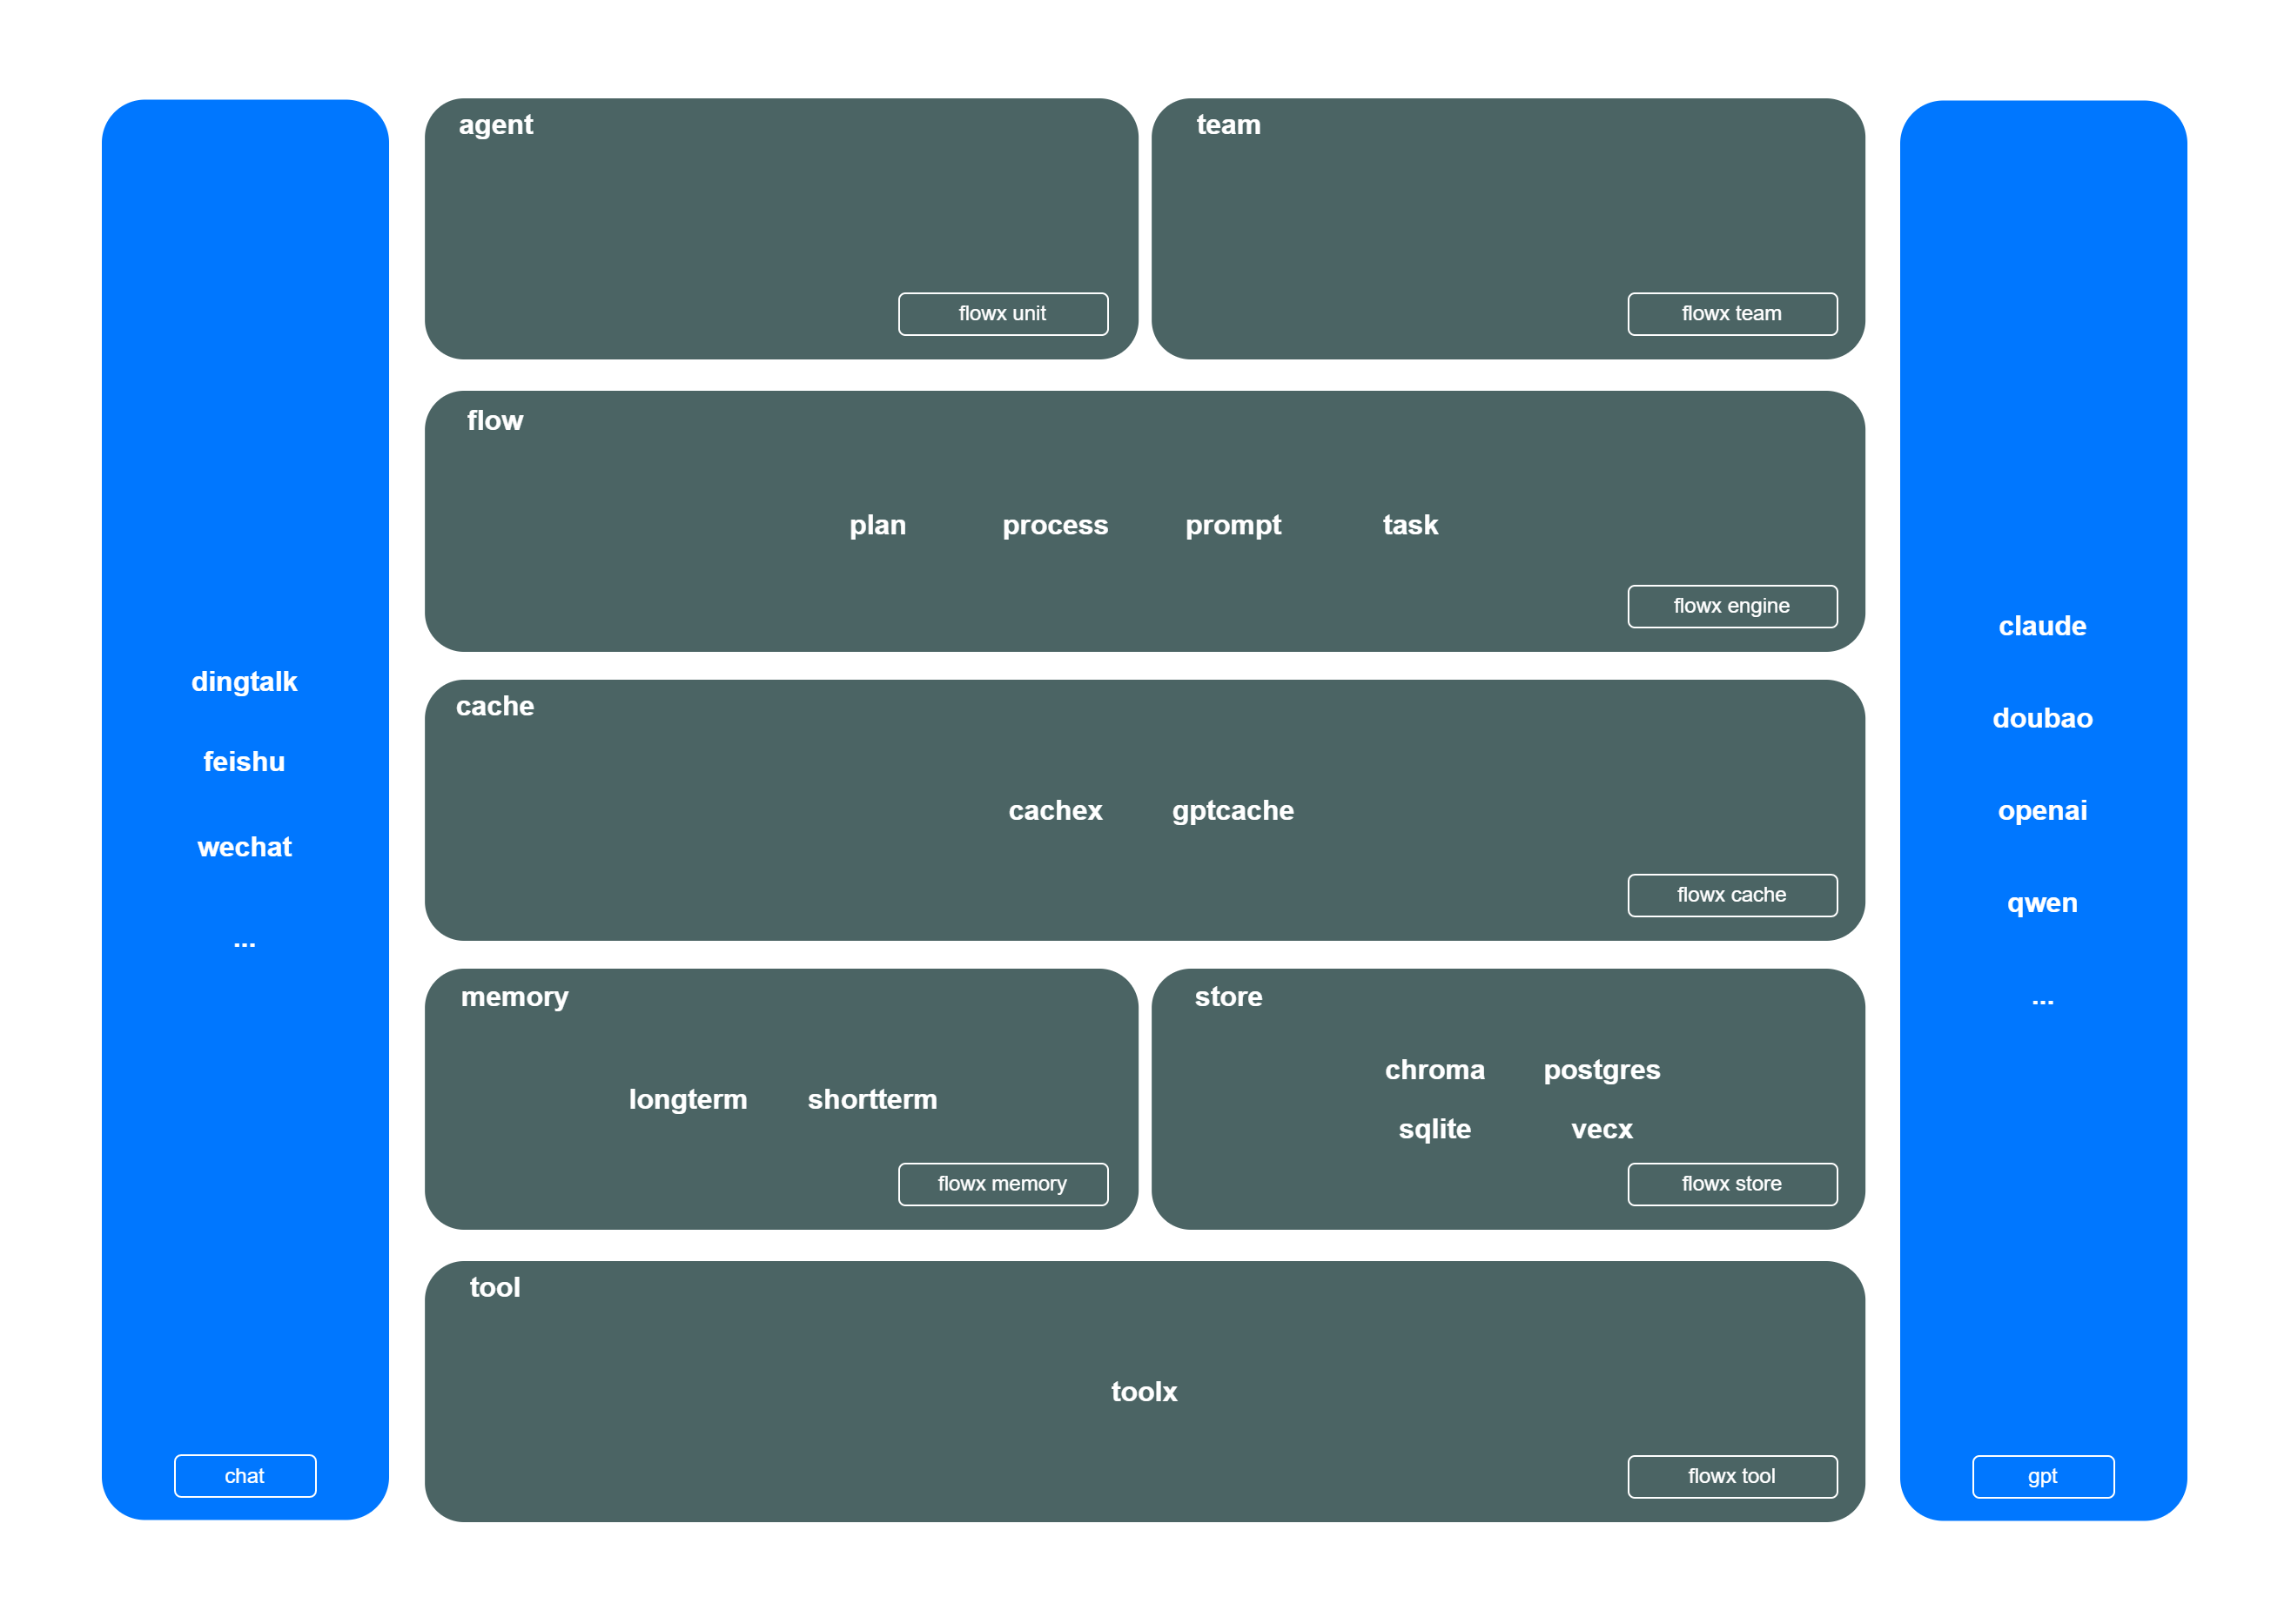 dingtalk
feishu
wechat
...
chat
agent
flowx unit
team
flowx team
flow
plan process prompt task
flowx engine
cache
cachex gptcache
flowx cache
memory
longterm shortterm
flowx memory
store
chroma postgres
sqlite vecx
flowx store
tool
toolx
flowx tool
claude
doubao
openai
qwen
...
gpt